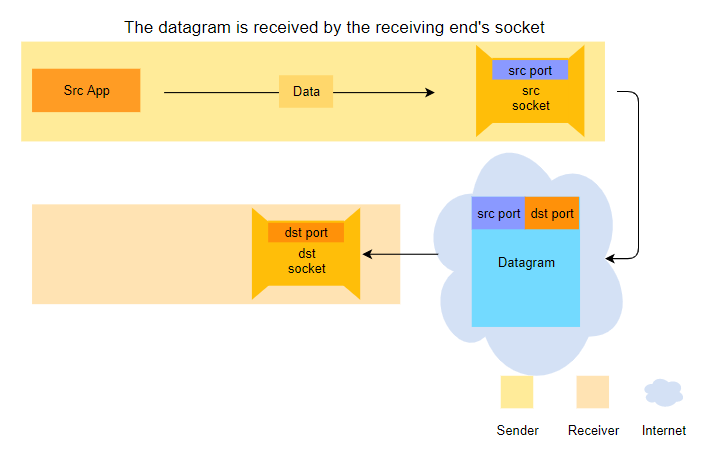 The datagram is received by the receiving end's socket
Src App
Data
src port
src
socket
src port
dst port
Datagram
dst port
dst
socket
Sender
Receiver
Internet